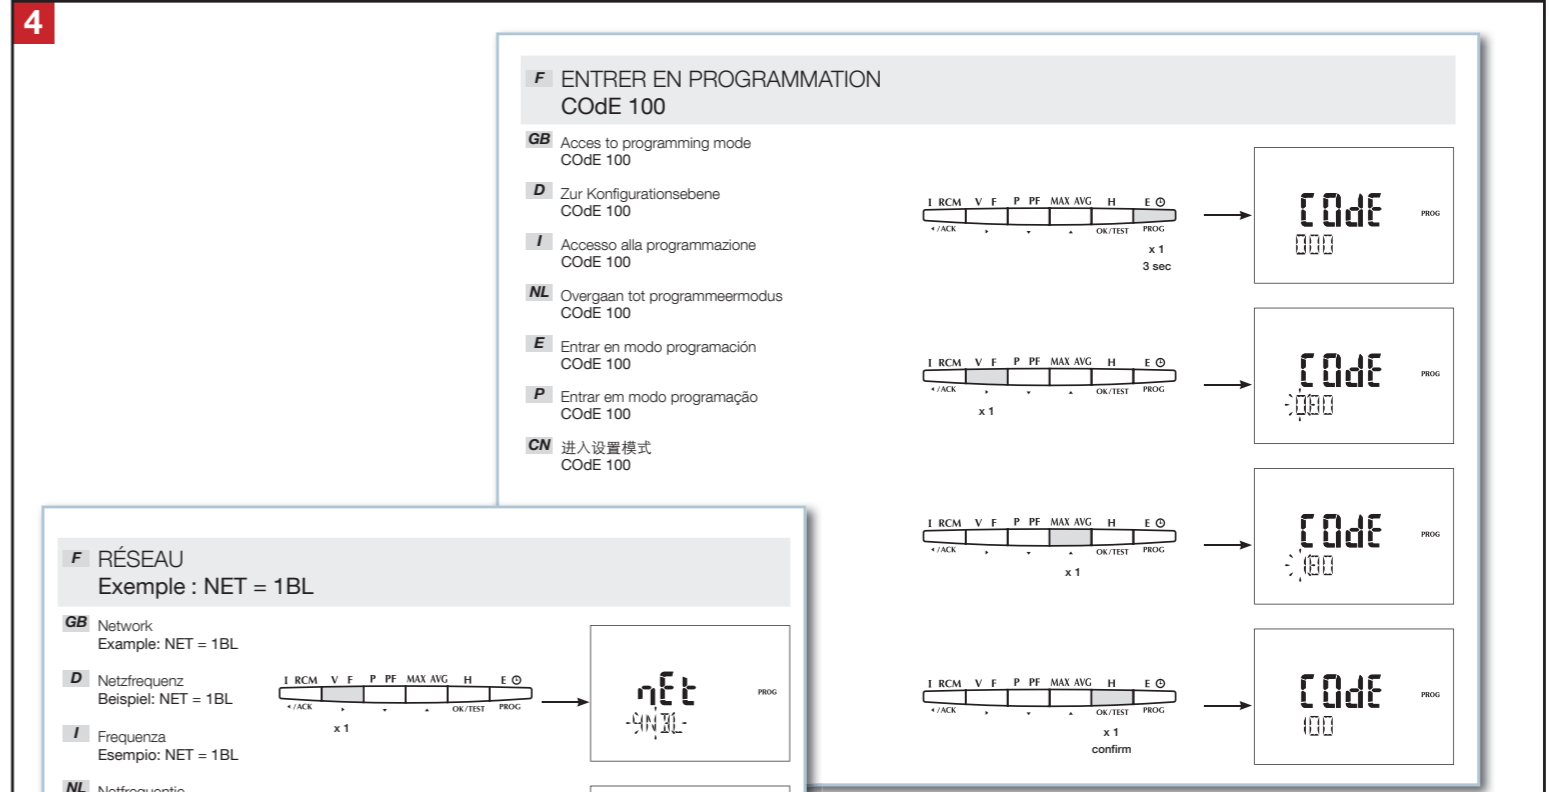 4
F ENTRER EN PROGRAMMATION
COdE 100
GB Acces to programming mode
COdE 100
D Zur Konfigurationsebene
COdE 100
I Accesso alla programmazione
COdE 100
NL Overgaan tot programmeermodus
COdE 100
E Entrar en modo programación
COdE 100
P Entrar em modo programação
COdE 100
CN 进入设置模式
COdE 100
I RCM V F P PF MAX AVG H E
/ACK OK/TEST PROG
x 1
3 sec
COdE PROG
000
I RCM V F P PF MAX AVG H E
/ACK OK/TEST PROG
x 1
COdE PROG
I RCM V F P PF MAX AVG H E
/ACK OK/TEST PROG
x 1
COdE PROG
I RCM V F P PF MAX AVG H E
/ACK OK/TEST PROG
x 1
confirm
COdE PROG
100
F RÉSEAU
Exemple : NET = 1BL
GB Network
Example: NET = 1BL
D Netzfrequenz
Beispiel: NET = 1BL
I Frequenza
Esempio: NET = 1BL
NL
I RCM V F P PF MAX AVG H E
/ACK OK/TEST PROG
x 1
nEt PROG